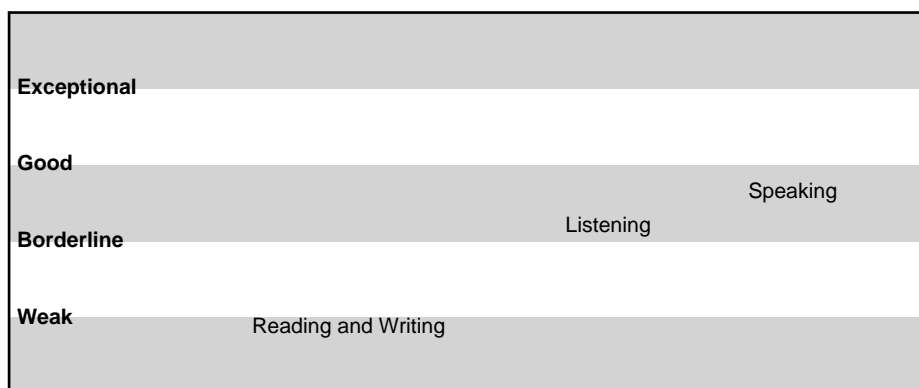 Exceptional
Good
Speaking
Listening
Borderline
Weak
Reading and Writing